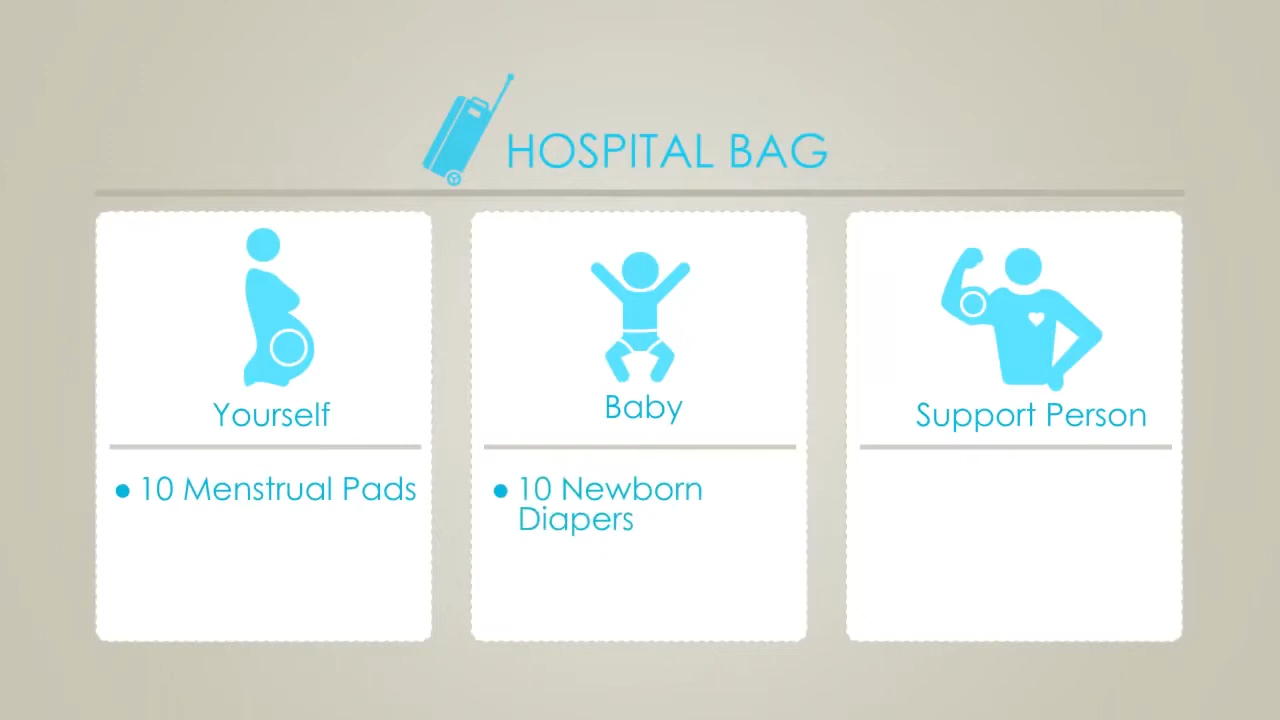 HOSPITAL BAG
Yourself
• 10 Menstrual Pads
Baby
• 10 Newborn
Diapers
Support Person